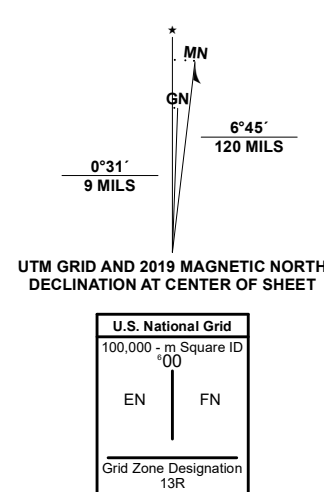 ★
MN
GN
6°45´
120 MILS
0°31´
9 MILS
UTM GRID AND 2019 MAGNETIC NORTH
DECLINATION AT CENTER OF SHEET
U.S. National Grid
100,000 - m Square ID
⁶00
EN FN
Grid Zone Designation
13R